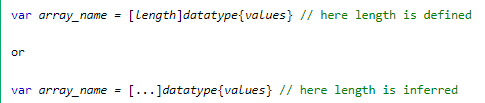 var array_name = [length]datatype{values} // here length is defined
or
var array_name = [...]datatype{values} // here length is inferred